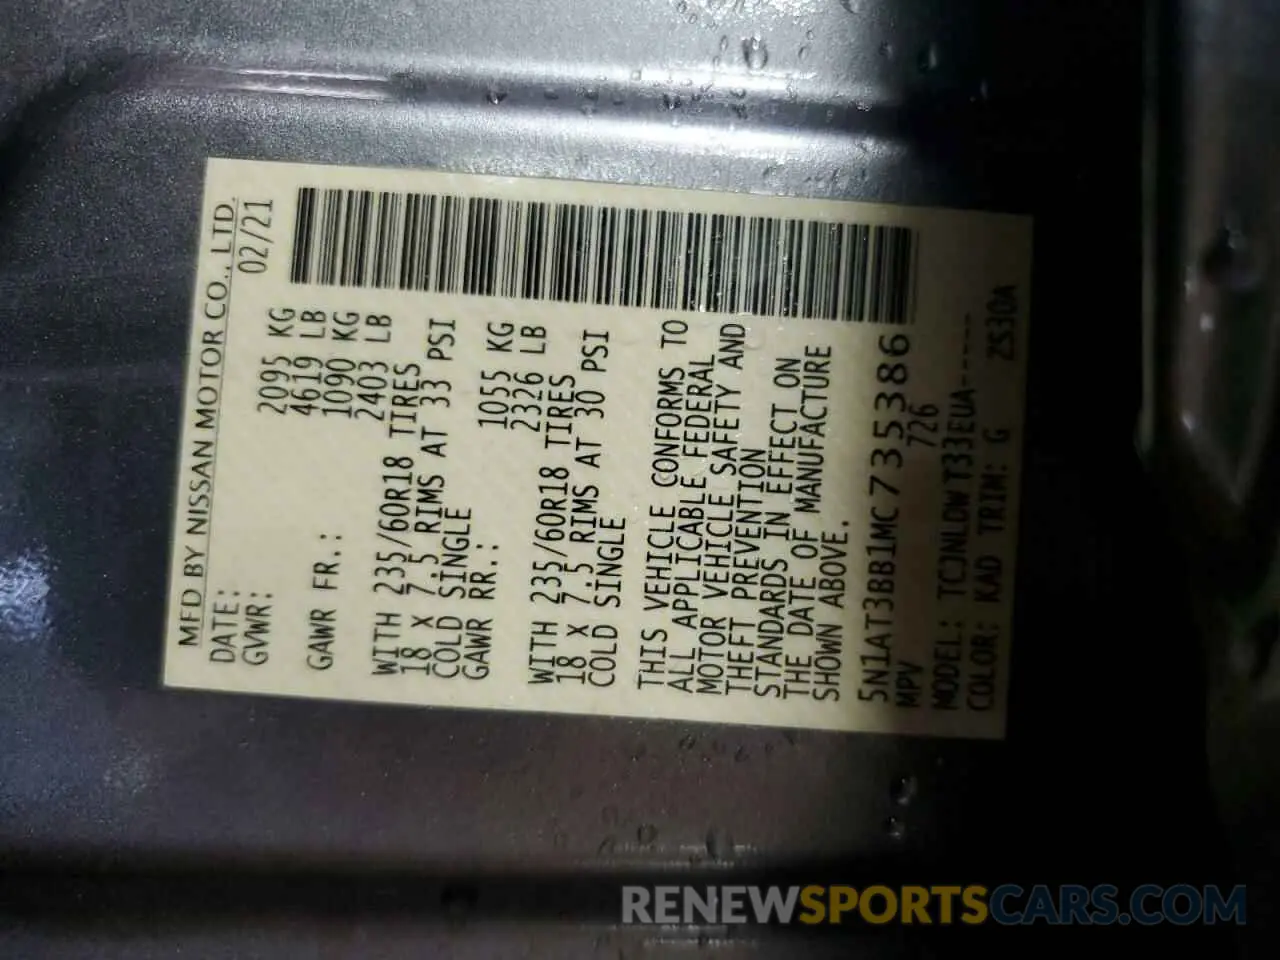 MFD BY NISSAN MOTOR CO., LTD.
DATE: 02/21
GVWR: 2095 KG
4619 LB
GAWR FR.: 1090 KG
2403 LB
WITH 235/60R18 TIRES
18 X 7.5 RIMS AT 33 PSI
COLD SINGLE
GAWR RR.: 1055 KG
2326 LB
WITH 235/60R18 TIRES
18 X 7.5 RIMS AT 30 PSI
COLD SINGLE
THIS VEHICLE CONFORMS TO
ALL APPLICABLE FEDERAL
MOTOR VEHICLE SAFETY AND
THEFT PREVENTION
STANDARDS IN EFFECT ON
THE DATE OF MANUFACTURE
SHOWN ABOVE.
5N1AT3BB1MC735386
MPV 726
MODEL: TCJNLDWT33EUA-----
COLOR: KAD TRIM: G ZS30A
RENEWSPORTSCARS.COM